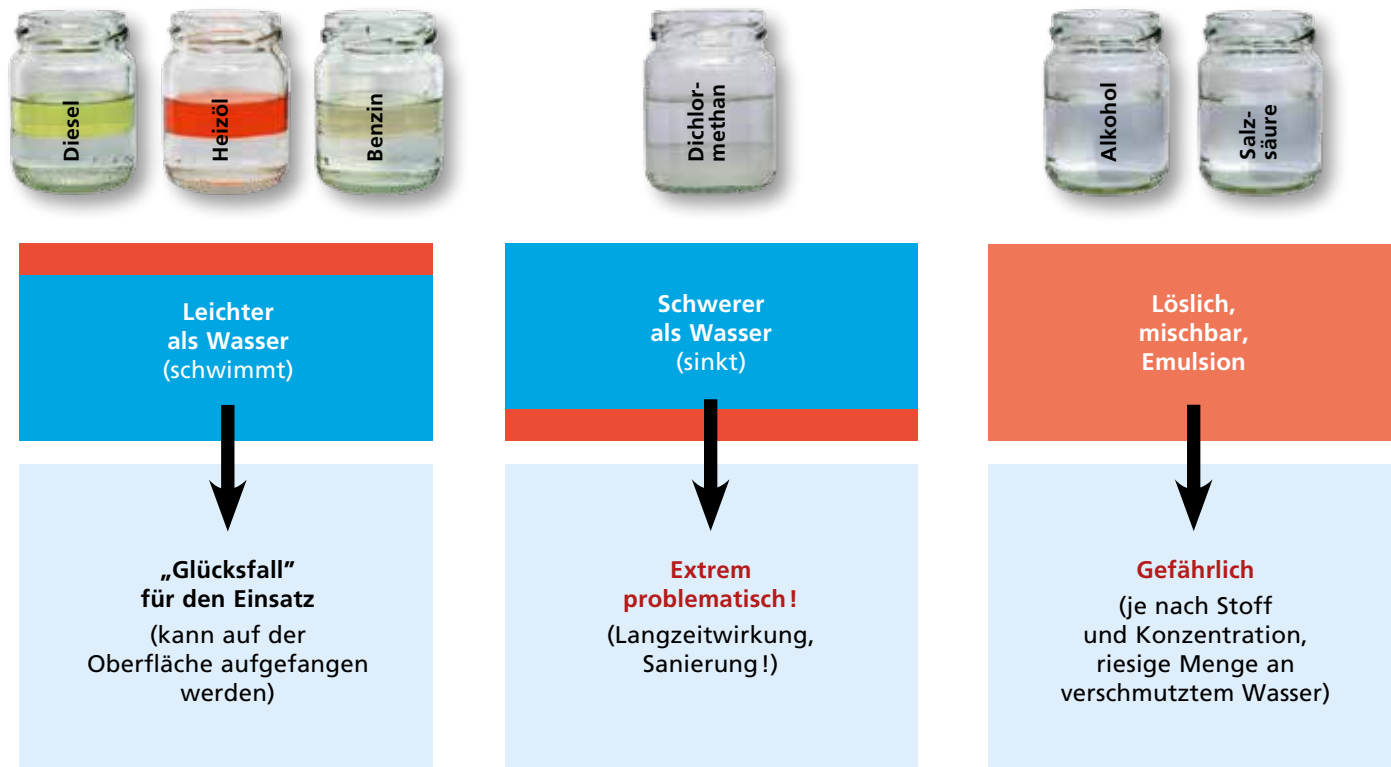 Diesel
Heizöl
Benzin
Dichlor-
methan
Alkohol
Salz-
säure
Leichter
als Wasser
(schwimmt)
Schwerer
als Wasser
(sinkt)
Löslich,
mischbar,
Emulsion
„Glücksfall”
für den Einsatz
(kann auf der
Oberfläche aufgefangen
werden)
Extrem
problematisch!
(Langzeitwirkung,
Sanierung!)
Gefährlich
(je nach Stoff
und Konzentration,
riesige Menge an
verschmutztem Wasser)